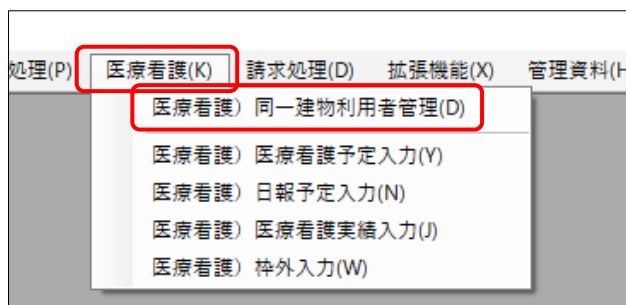 処理(P) 医療看護(K) 請求処理(D) 拡張機能(X) 管理資料(H
医療看護）同一建物利用者管理(D)
医療看護）医療看護予定入力(Y)
医療看護）日報予定入力(N)
医療看護）医療看護実績入力(J)
医療看護）枠外入力(W)